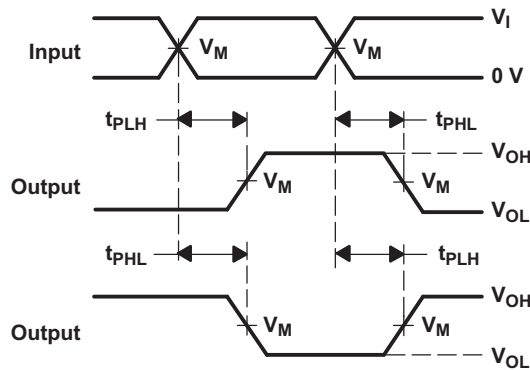 V_I
Input V_M V_M
0 V
t_PLH t_PHL
V_OH
Output V_M V_M
V_OL
t_PHL t_PLH
V_OH
Output V_M V_M
V_OL